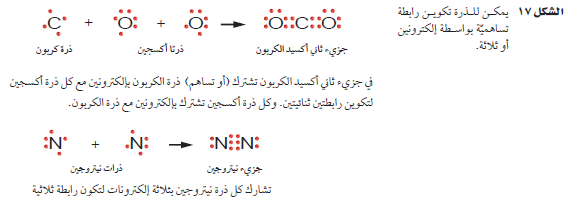 الشكل ١٧ يمكن للذرة تكوين رابطة
تساهميّة بواسطة إلكترونين
أو ثلاثة.
C + O + O → O C O
ذرة كربون ذرتا أكسجين جزيء ثاني أكسيد الكربون
في جزيء ثاني أكسيد الكربون تشترك (أو تساهم) ذرة الكربون بإلكترونين مع كل ذرة أكسجين
لتكوين رابطتين ثنائيتين. وكل ذرة أكسجين تشترك بإلكترونين مع ذرة الكربون.
N + N → N N
ذرات نيتروجين جزيء نيتروجين
تشارك كل ذرة نيتروجين بثلاثة إلكترونات لتكون رابطة ثلاثية